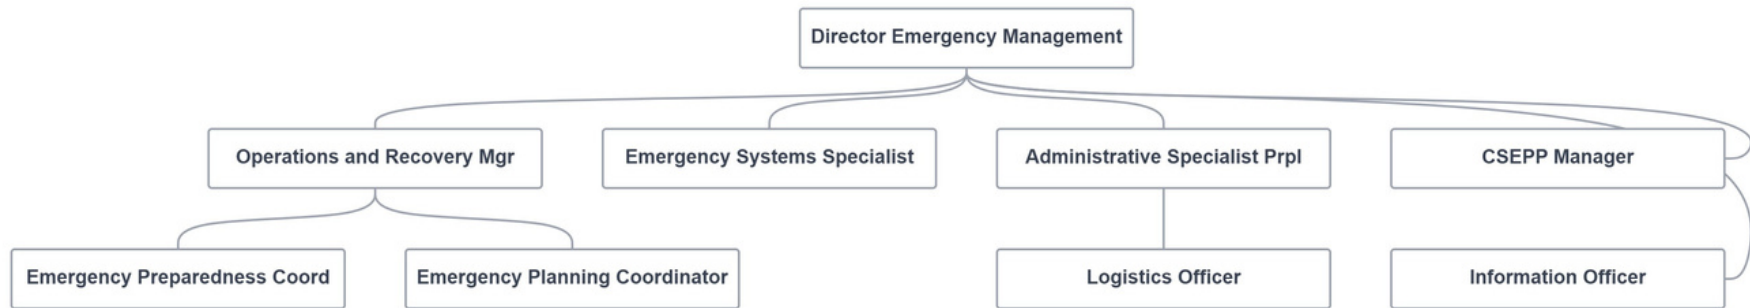 Director Emergency Management
Operations and Recovery Mgr
Emergency Systems Specialist
Administrative Specialist Prpl
CSEPP Manager
Emergency Preparedness Coord
Emergency Planning Coordinator
Logistics Officer
Information Officer